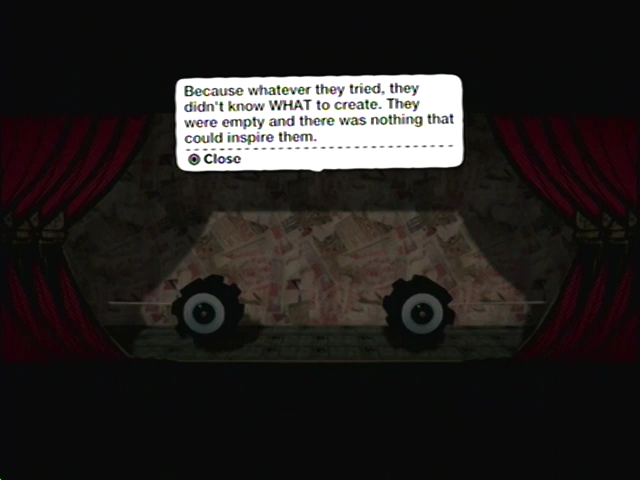 Because whatever they tried, they
didn't know WHAT to create. They
were empty and there was nothing that
could inspire them.
Close